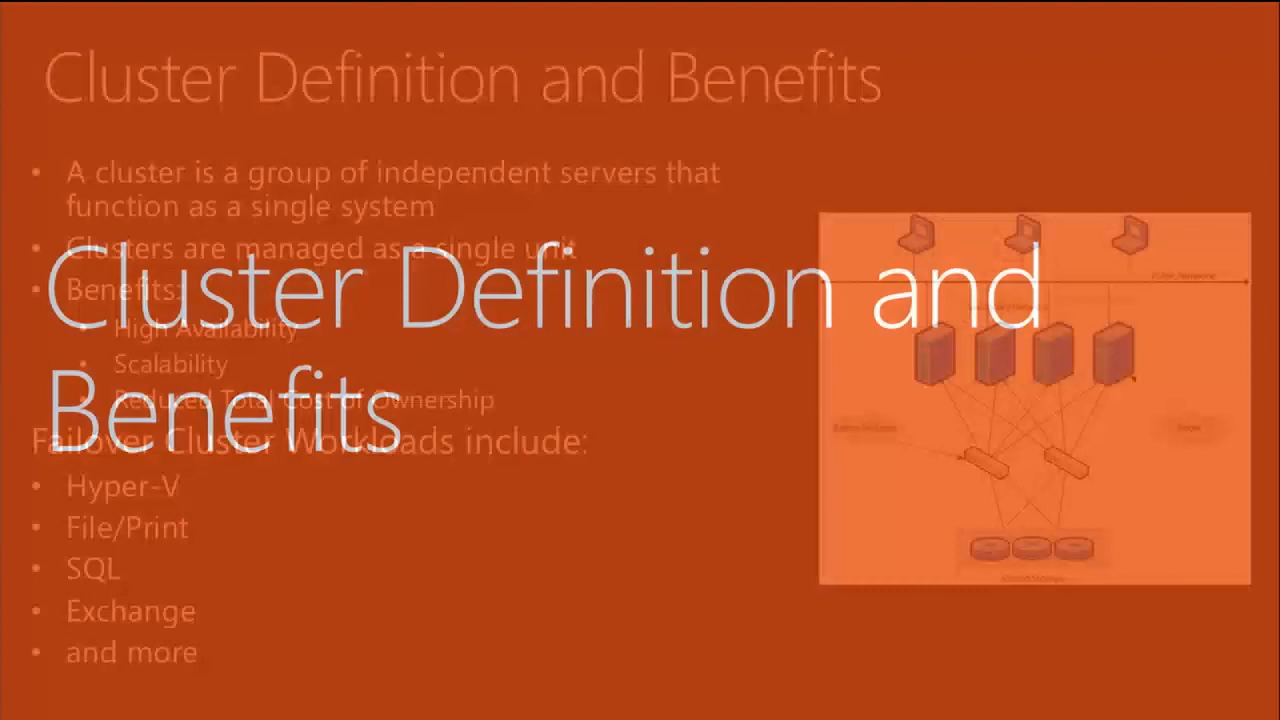 Cluster Definition and Benefits
• A cluster is a group of independent servers that
function as a single system
• Clusters are managed as a single unit
• Benefits:
• High Availability
• Scalability
• Reduced Total Cost of Ownership
Failover Cluster Workloads include:
• Hyper-V
• File/Print
• SQL
• Exchange
• and more
Cluster Definition and
Benefits